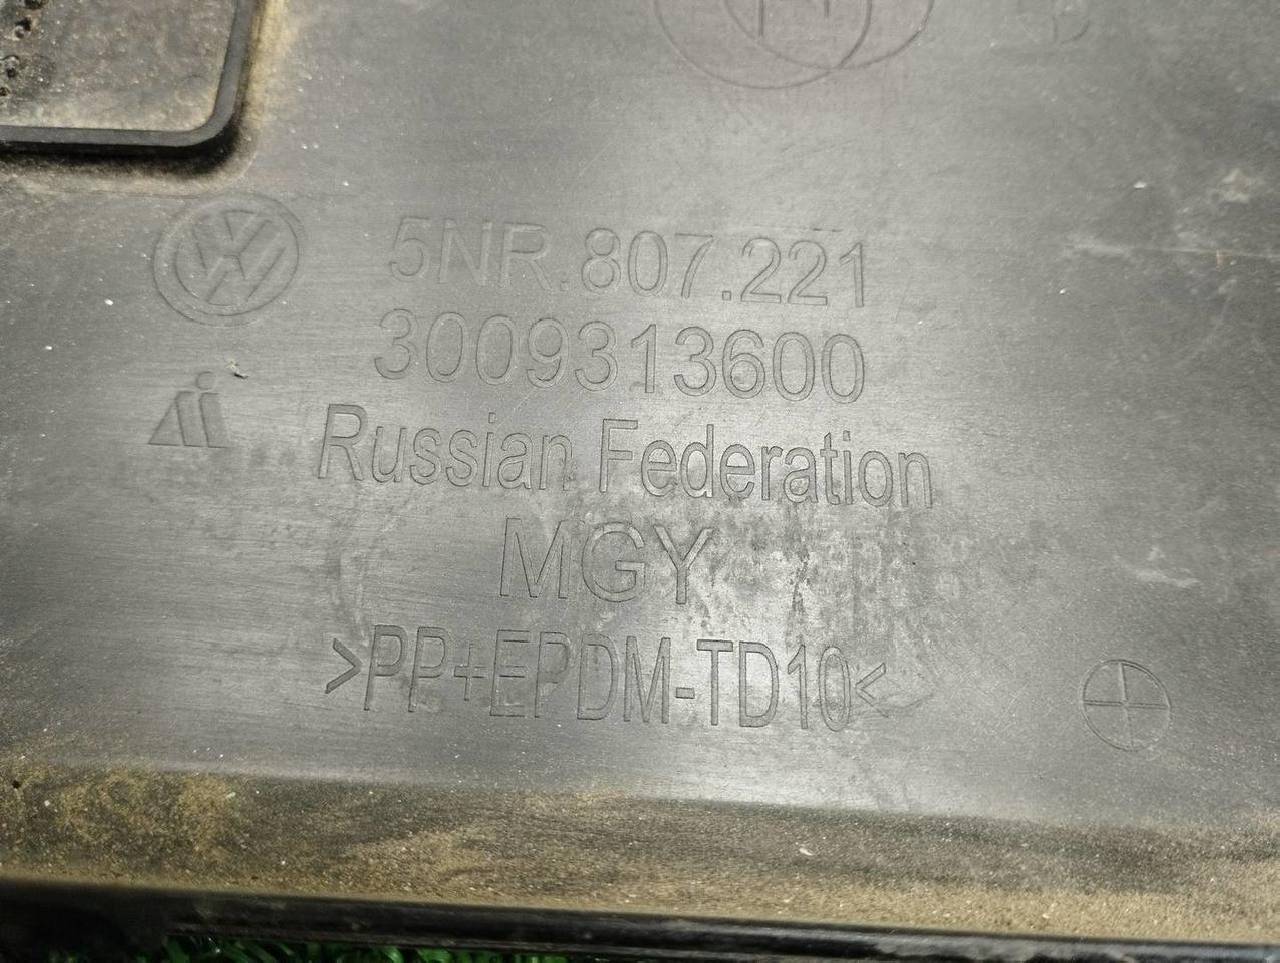 5NR.807.221
3009313600
Russian Federation
MGY
>PP+EPDM-TD10<